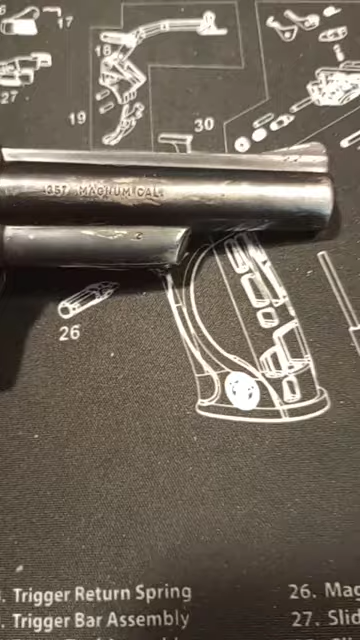 17
27
18
19
30
.357 MAGNUM CAL.
26
. Trigger Return Spring
. Trigger Bar Assembly
26. Mag
27. Slid